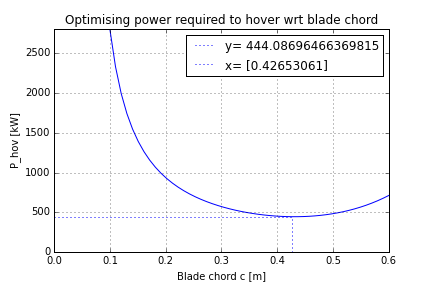 Optimising power required to hover wrt blade chord
y= 444.08696466369815
x= [0.42653061]
2500
2000
1500
1000
500
0
P_hov [kW]
0.0 0.1 0.2 0.3 0.4 0.5 0.6
Blade chord c [m]